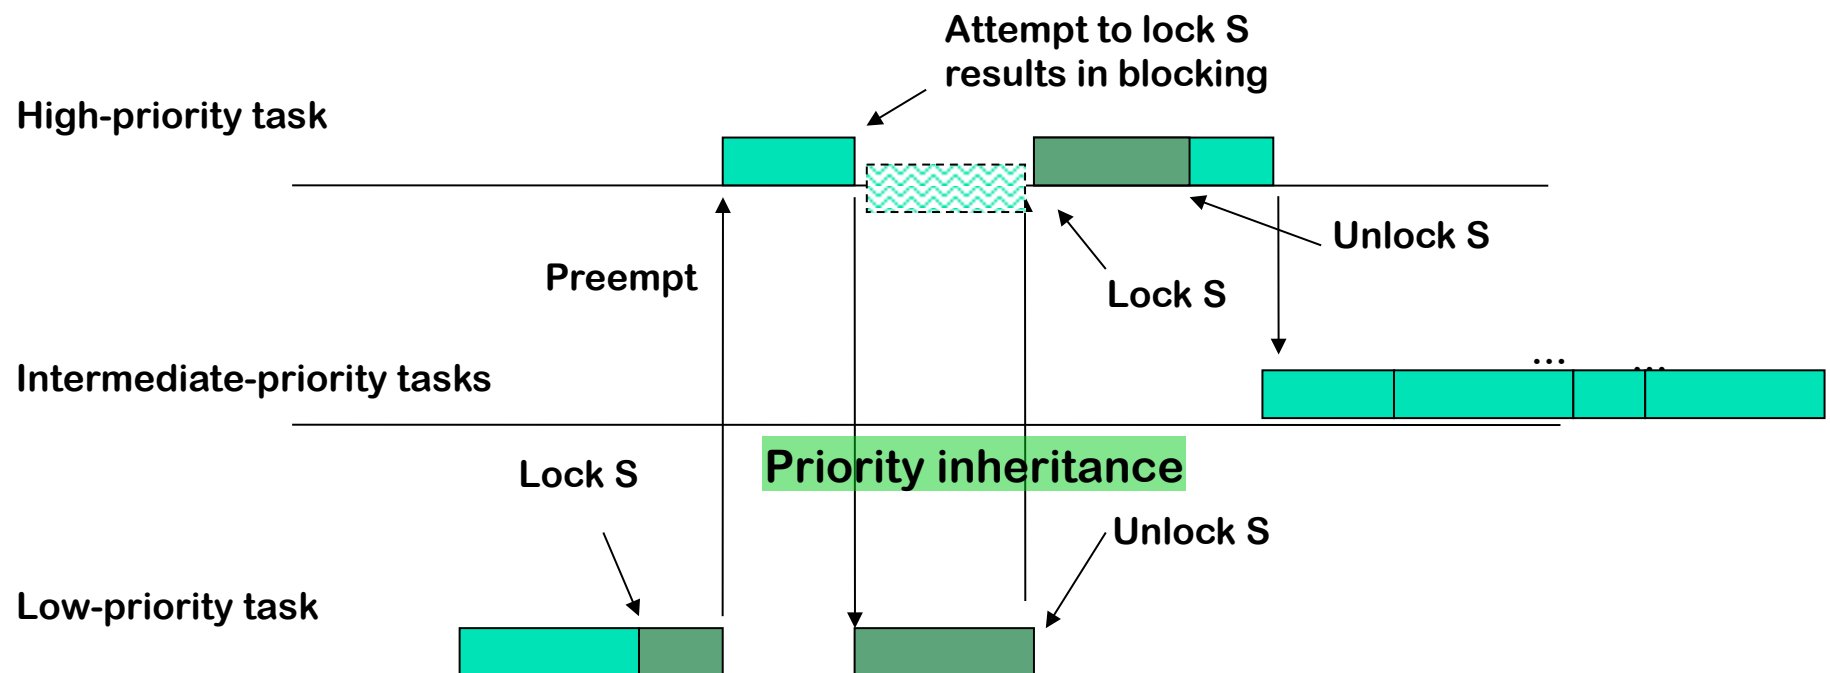 Attempt to lock S
results in blocking
High-priority task
Unlock S
Preempt
Lock S
...
...
Intermediate-priority tasks
Priority inheritance
Lock S
Unlock S
Low-priority task